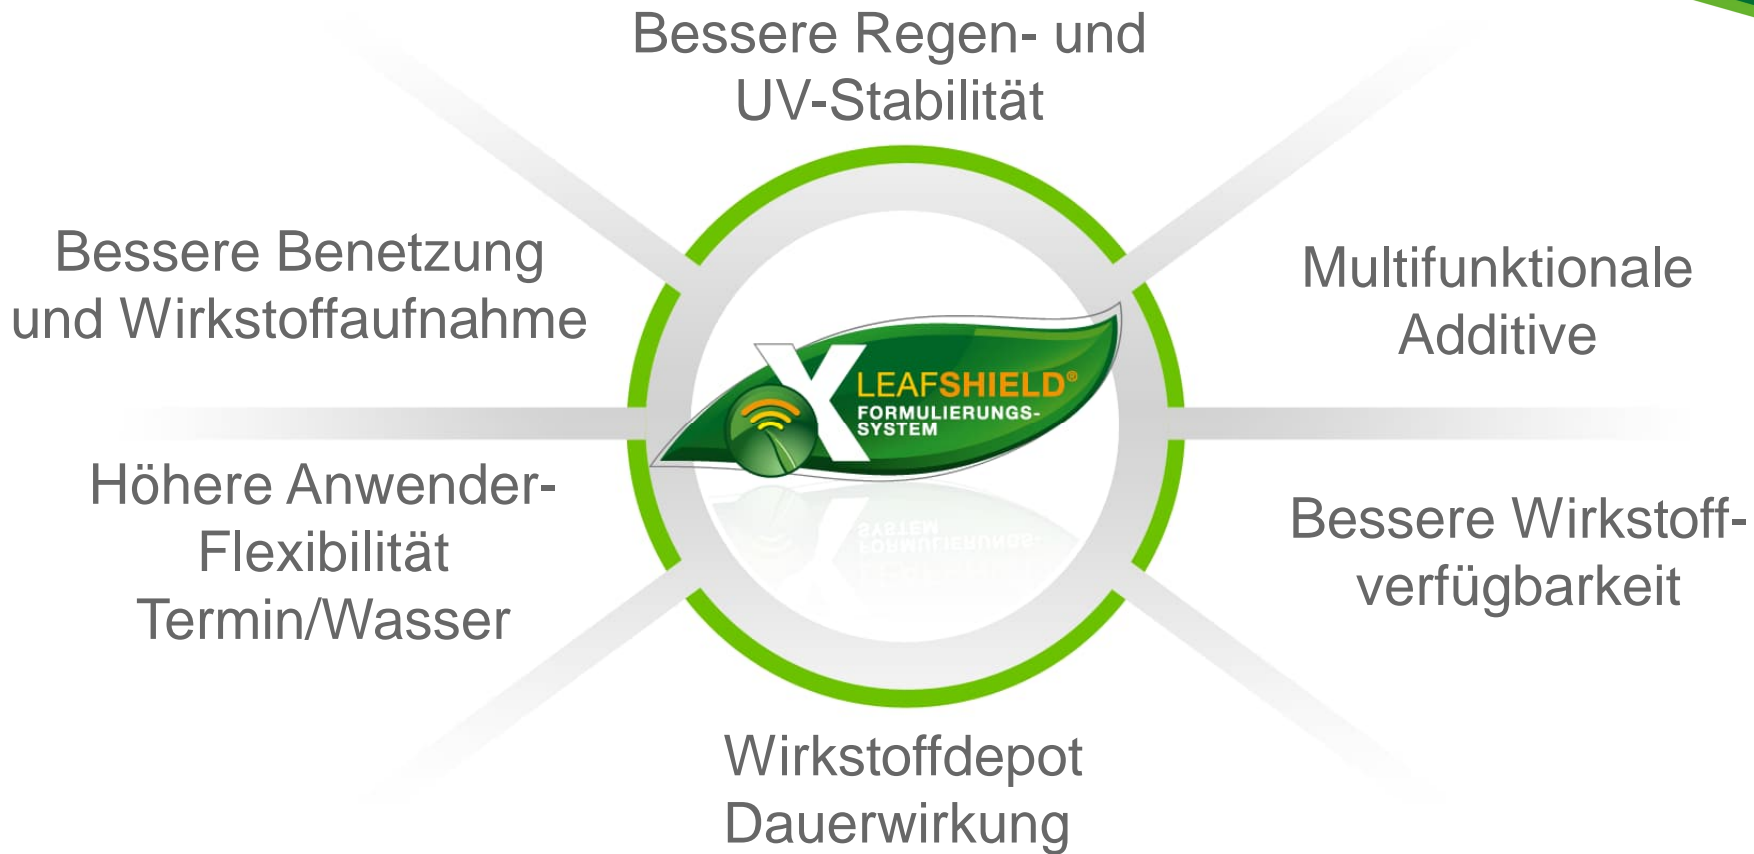 Bessere Regen- und
UV-Stabilität
Bessere Benetzung
und Wirkstoffaufnahme
Multifunktionale
Additive
X
LEAFSHIELD®
FORMULIERUNGS-
SYSTEM
Höhere Anwender-
Flexibilität
Termin/Wasser
Bessere Wirkstoff-
verfügbarkeit
Wirkstoffdepot
Dauerwirkung